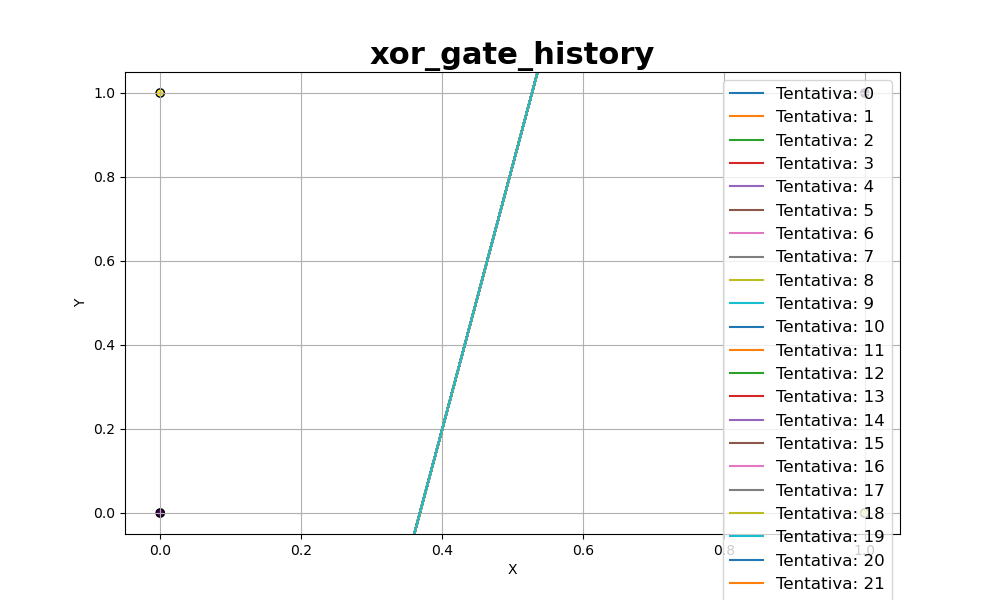 xor_gate_history
1.0
0.8
0.6
0.4
0.2
0.0
Y
0.0
0.2
0.4
0.6
0.8
1.0
X
Tentativa: 0
Tentativa: 1
Tentativa: 2
Tentativa: 3
Tentativa: 4
Tentativa: 5
Tentativa: 6
Tentativa: 7
Tentativa: 8
Tentativa: 9
Tentativa: 10
Tentativa: 11
Tentativa: 12
Tentativa: 13
Tentativa: 14
Tentativa: 15
Tentativa: 16
Tentativa: 17
Tentativa: 18
Tentativa: 19
Tentativa: 20
Tentativa: 21